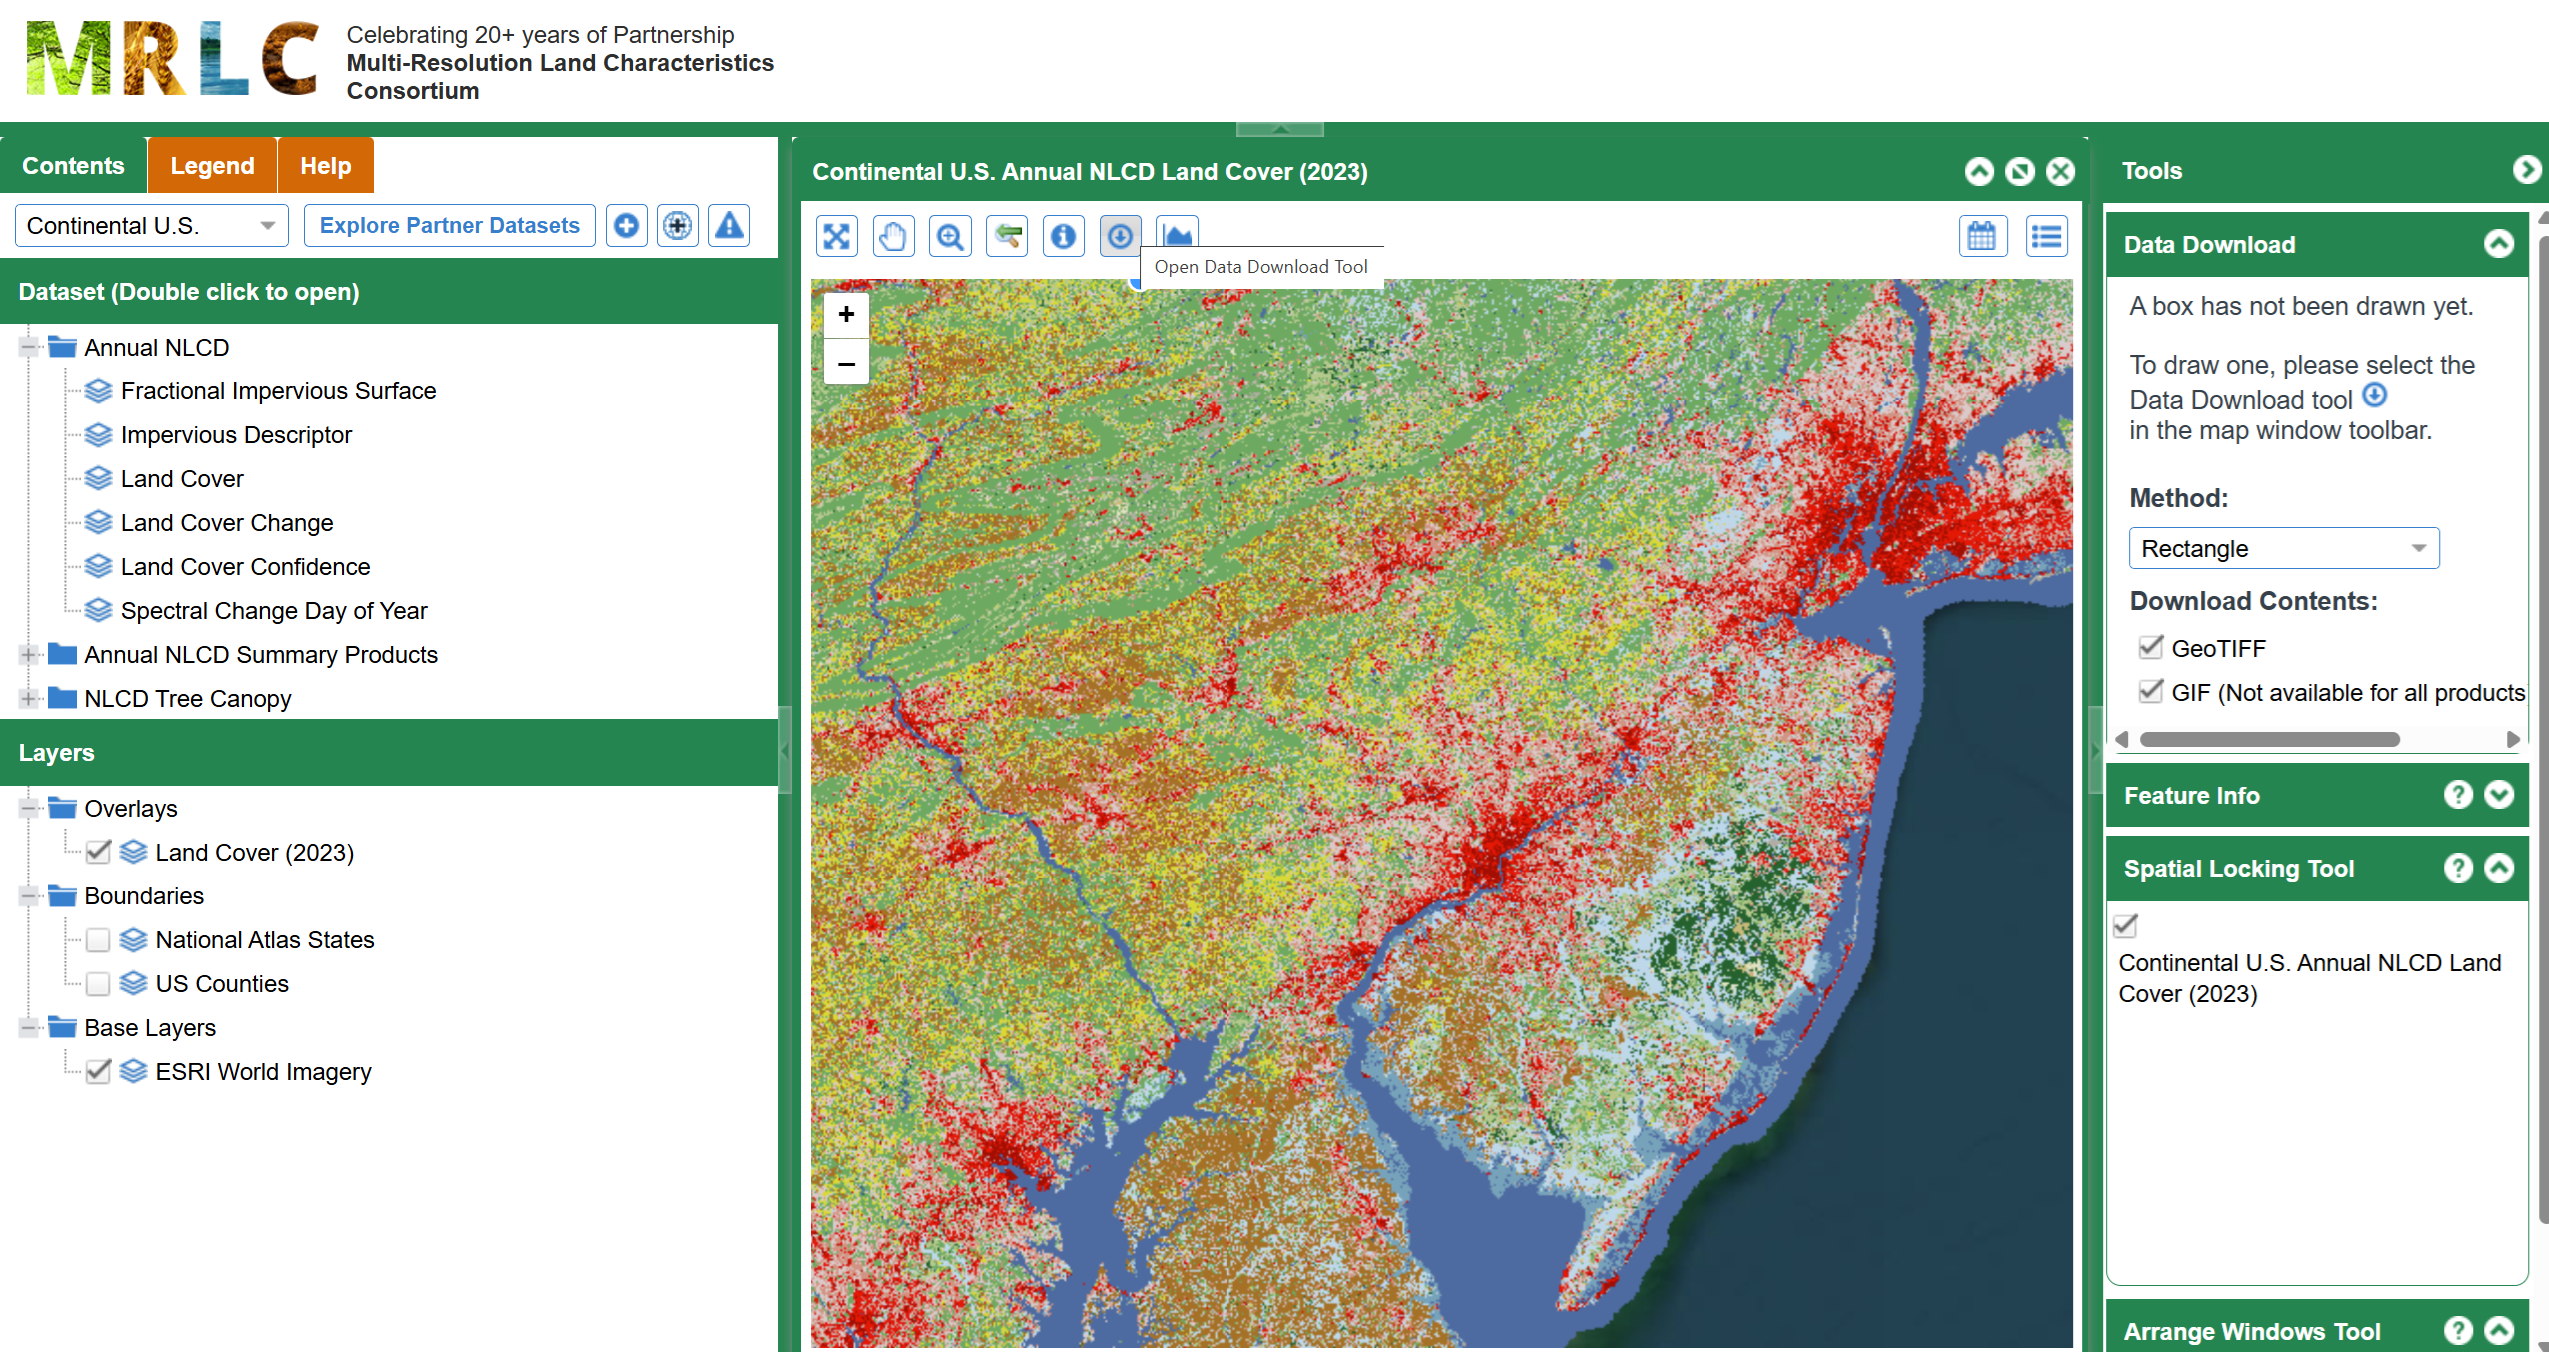 MRLC
Celebrating 20+ years of Partnership
Multi-Resolution Land Characteristics
Consortium
Contents
Legend
Help
Continental U.S.
Explore Partner Datasets
Dataset (Double click to open)
Annual NLCD
Fractional Impervious Surface
Impervious Descriptor
Land Cover
Land Cover Change
Land Cover Confidence
Spectral Change Day of Year
Annual NLCD Summary Products
NLCD Tree Canopy
Layers
Overlays
Land Cover (2023)
Boundaries
National Atlas States
US Counties
Base Layers
ESRI World Imagery
Continental U.S. Annual NLCD Land Cover (2023)
Open Data Download Tool
+
−
Tools
Data Download
A box has not been drawn yet.
To draw one, please select the
Data Download tool
in the map window toolbar.
Method:
Rectangle
Download Contents:
GeoTIFF
GIF (Not available for all products
Feature Info
?
Spatial Locking Tool
?
Continental U.S. Annual NLCD Land
Cover (2023)
Arrange Windows Tool
?